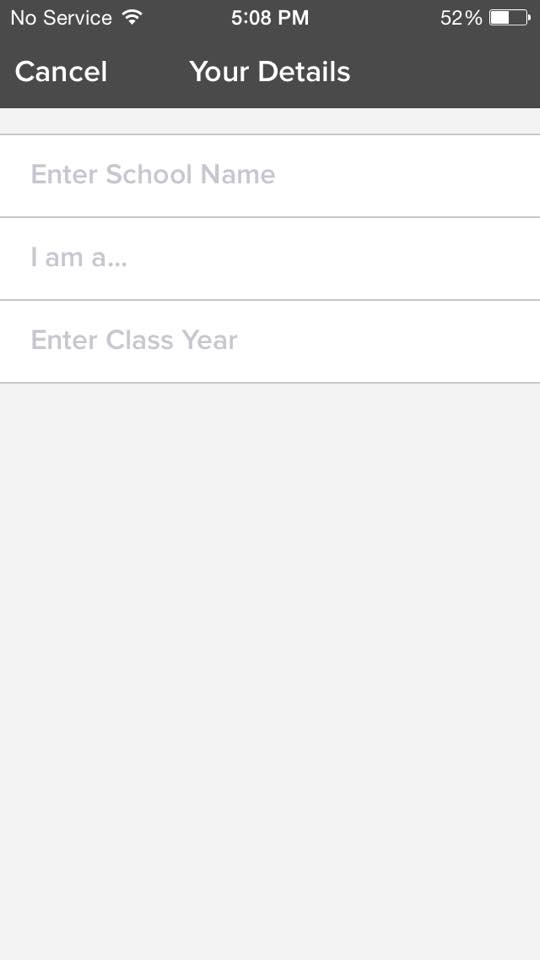 No Service 5:08 PM 52%
Cancel Your Details
Enter School Name
I am a...
Enter Class Year